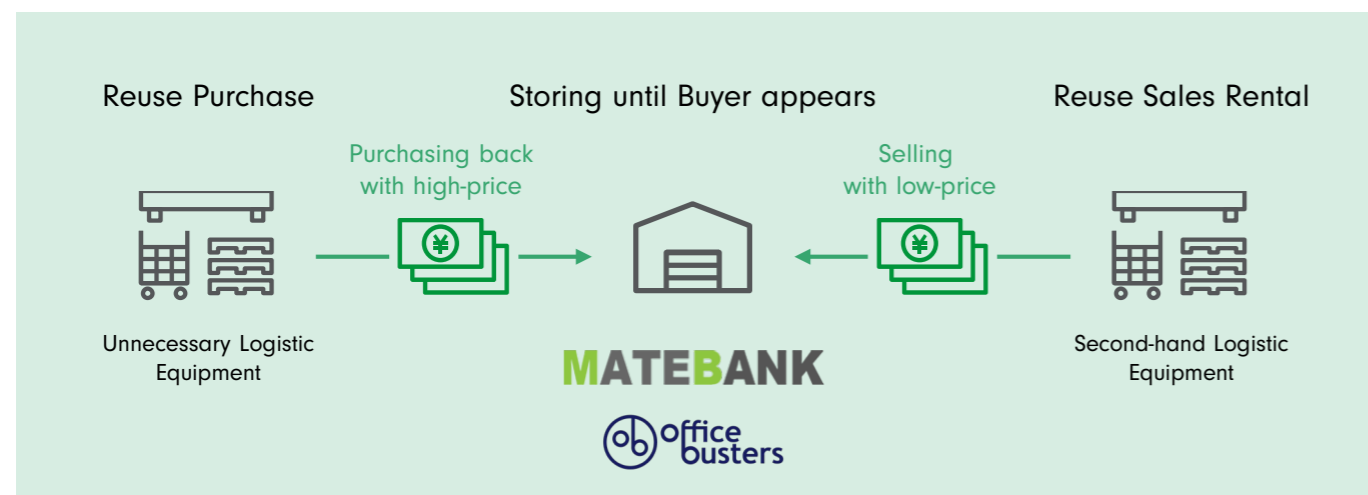 Reuse Purchase
Storing until Buyer appears
Reuse Sales Rental
Purchasing back
with high-price
Selling
with low-price
¥
¥
Unnecessary Logistic
Equipment
MATEBANK
ob office
busters
Second-hand Logistic
Equipment